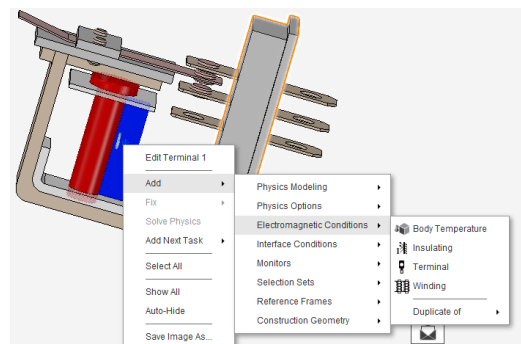 Edit Terminal 1
Add
Fix
Solve Physics
Add Next Task
Select All
Show All
Auto-Hide
Save Image As...
Physics Modeling
Physics Options
Electromagnetic Conditions
Interface Conditions
Monitors
Selection Sets
Reference Frames
Construction Geometry
Body Temperature
Insulating
Terminal
Winding
Duplicate of